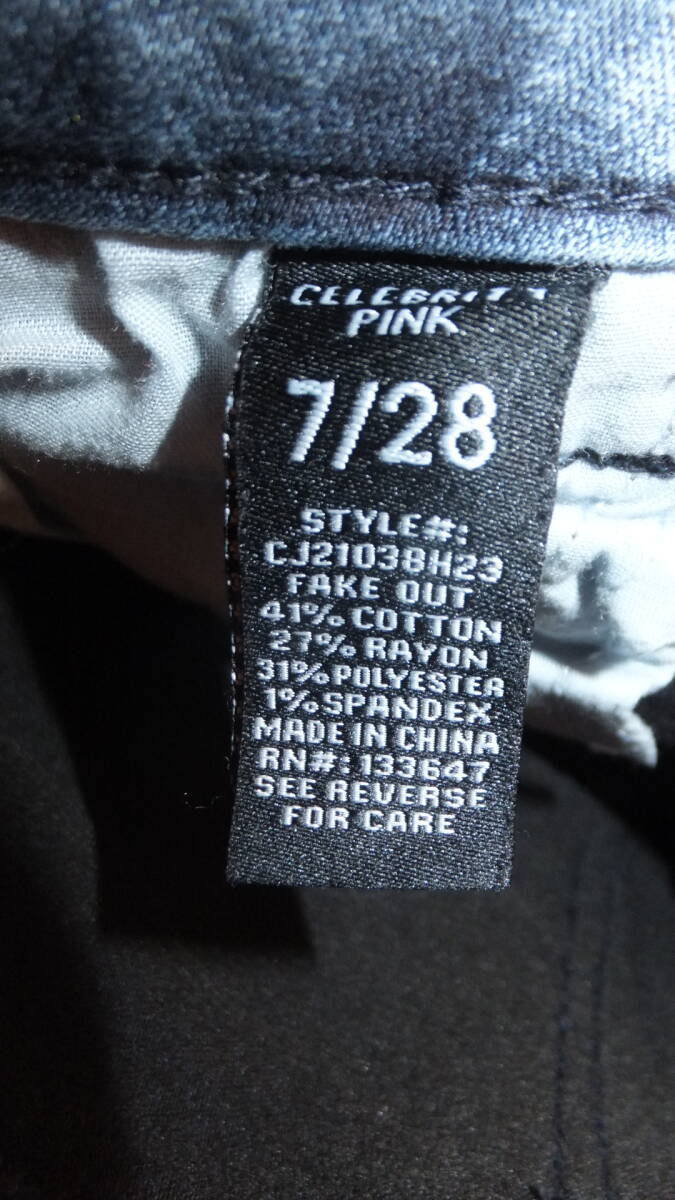 CELEBRITY
PINK
7/28
STYLE#:
CJ21038H23
FAKE OUT
41% COTTON
27% RAYON
31% POLYESTER
1% SPANDEX
MADE IN CHINA
RN#: 133647
SEE REVERSE
FOR CARE